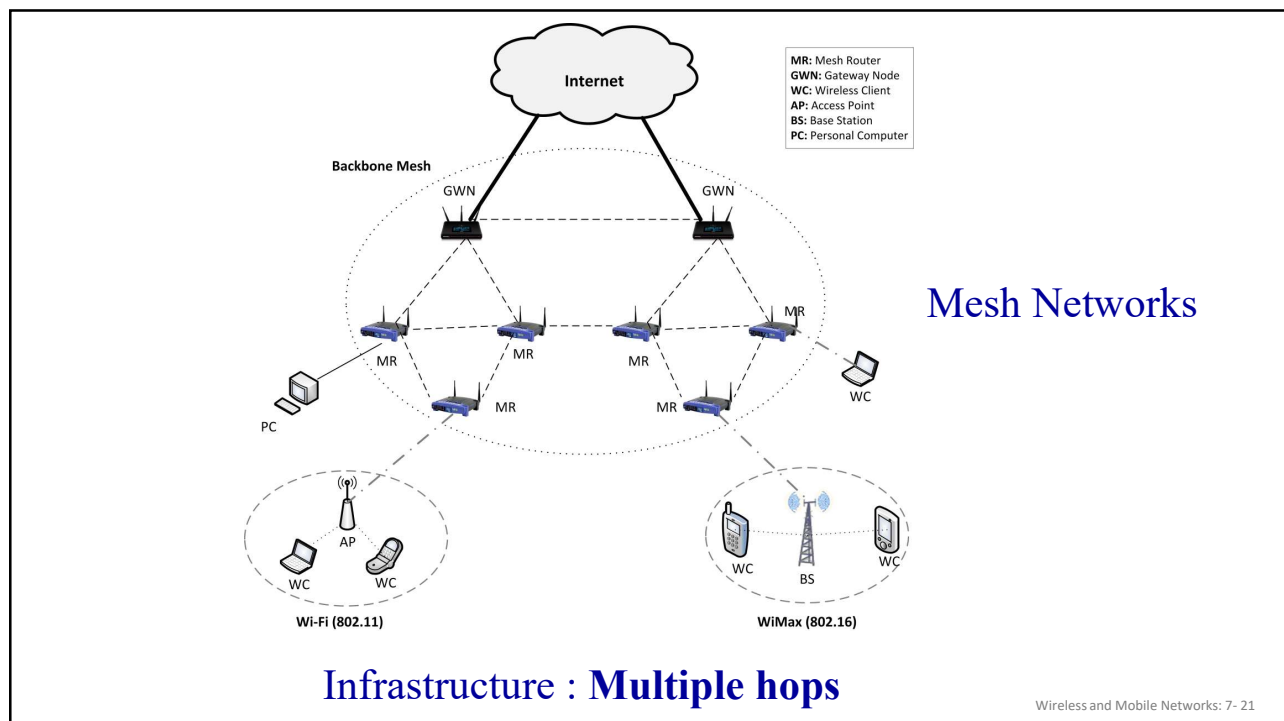 Internet
MR: Mesh Router
GWN: Gateway Node
WC: Wireless Client
AP: Access Point
BS: Base Station
PC: Personal Computer
Backbone Mesh
GWN
GWN
Mesh Networks
MR
MR
MR
MR
MR
MR
WC
PC
AP
WC
WC
WC
BS
WC
Wi-Fi (802.11)
WiMax (802.16)
Infrastructure : Multiple hops
Wireless and Mobile Networks: 7- 21